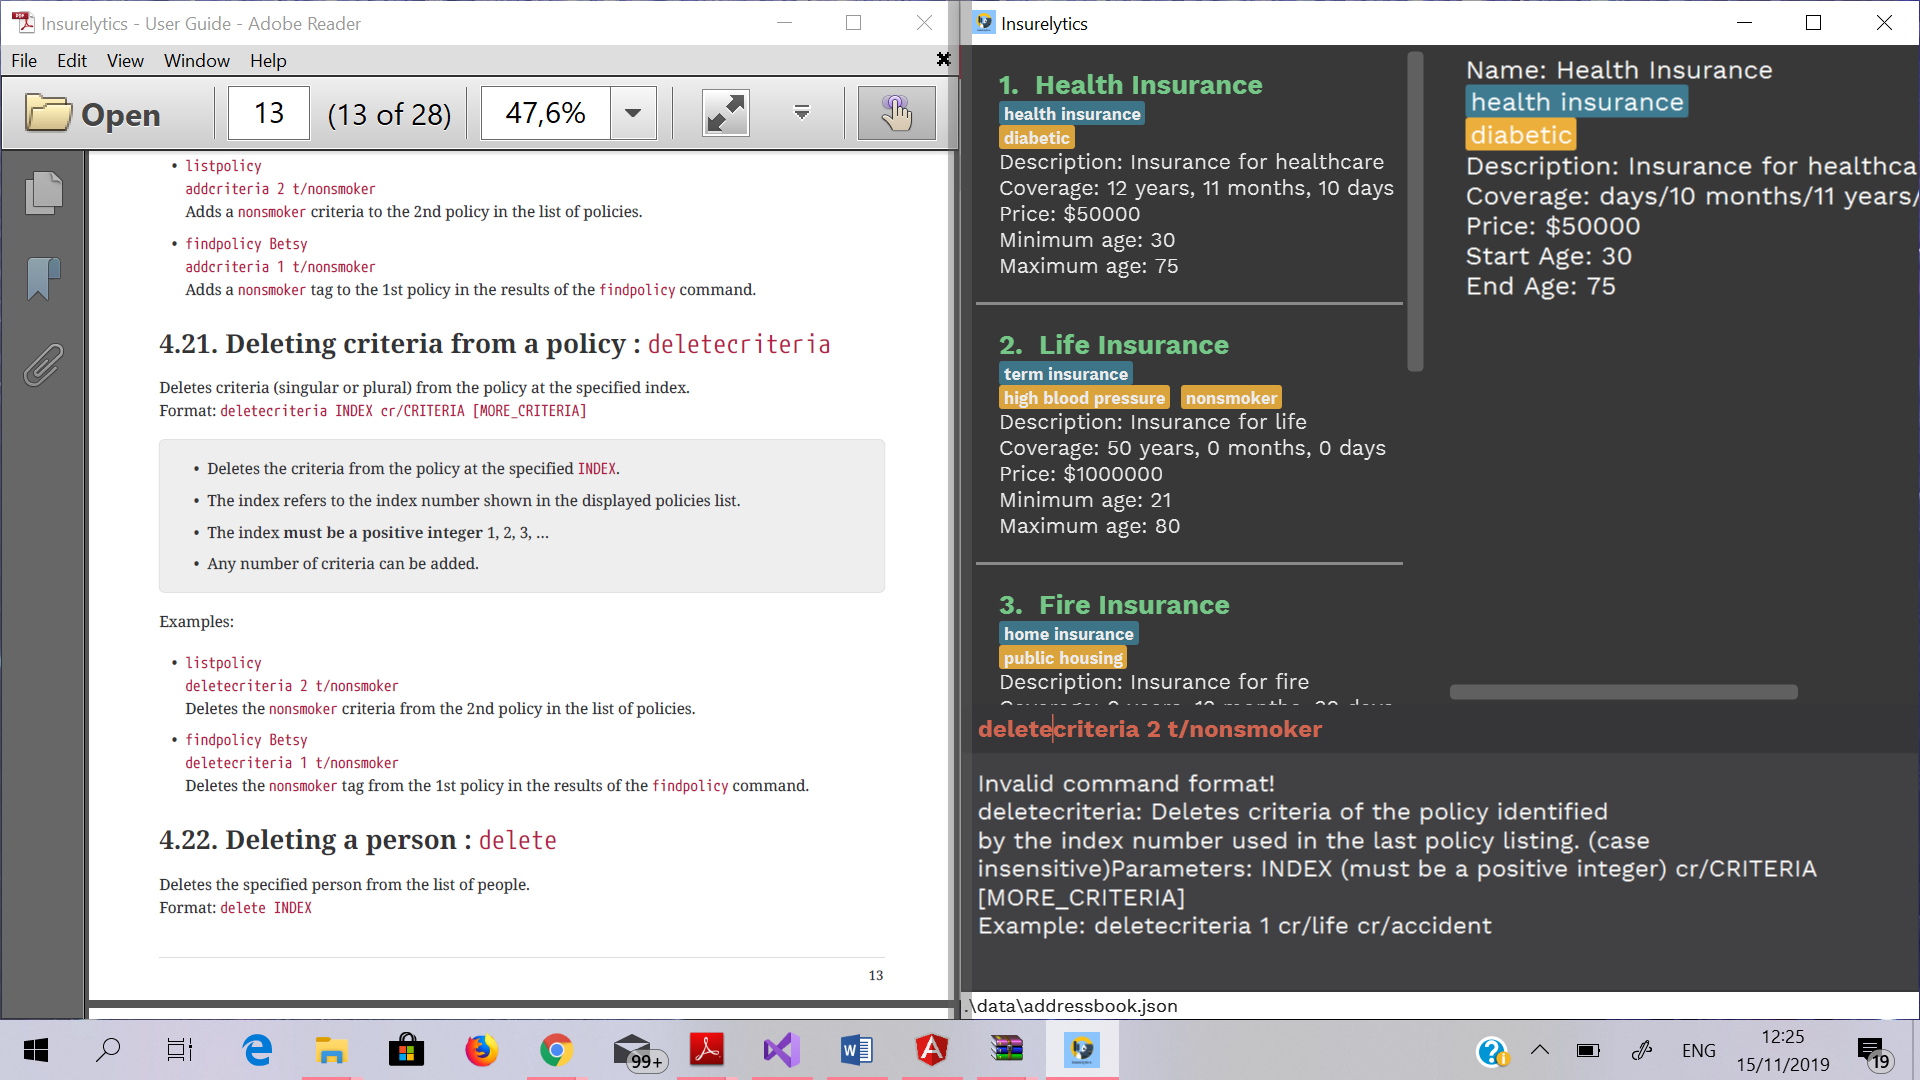 Insurelytics - User Guide - Adobe Reader
File Edit View Window Help
Open
13
(13 of 28)
47,6%
• listpolicy
addcriteria 2 t/nonsmoker
Adds a nonsmoker criteria to the 2nd policy in the list of policies.
• findpolicy Betsy
addcriteria 1 t/nonsmoker
Adds a nonsmoker tag to the 1st policy in the results of the findpolicy command.
4.21. Deleting criteria from a policy : deletecriteria
Deletes criteria (singular or plural) from the policy at the specified index.
Format: deletecriteria INDEX cr/CRITERIA [MORE_CRITERIA]
• Deletes the criteria from the policy at the specified INDEX.
• The index refers to the index number shown in the displayed policies list.
• The index must be a positive integer 1, 2, 3, …
• Any number of criteria can be added.
Examples:
• listpolicy
deletecriteria 2 t/nonsmoker
Deletes the nonsmoker criteria from the 2nd policy in the list of policies.
• findpolicy Betsy
deletecriteria 1 t/nonsmoker
Deletes the nonsmoker tag from the 1st policy in the results of the findpolicy command.
4.22. Deleting a person : delete
Deletes the specified person from the list of people.
Format: delete INDEX
13
Insurelytics
1. Health Insurance
health insurance
diabetic
Description: Insurance for healthcare
Coverage: 12 years, 11 months, 10 days
Price: $50000
Minimum age: 30
Maximum age: 75
2. Life Insurance
term insurance
high blood pressure nonsmoker
Description: Insurance for life
Coverage: 50 years, 0 months, 0 days
Price: $1000000
Minimum age: 21
Maximum age: 80
3. Fire Insurance
home insurance
public housing
Description: Insurance for fire
Name: Health Insurance
health insurance
diabetic
Description: Insurance for healthca
Coverage: days/10 months/11 years/
Price: $50000
Start Age: 30
End Age: 75
deletecriteria 2 t/nonsmoker
Invalid command format!
deletecriteria: Deletes criteria of the policy identified
by the index number used in the last policy listing. (case
insensitive)Parameters: INDEX (must be a positive integer) cr/CRITERIA
[MORE_CRITERIA]
Example: deletecriteria 1 cr/life cr/accident
.\data\addressbook.json
99+
ENG
12:25
15/11/2019
19